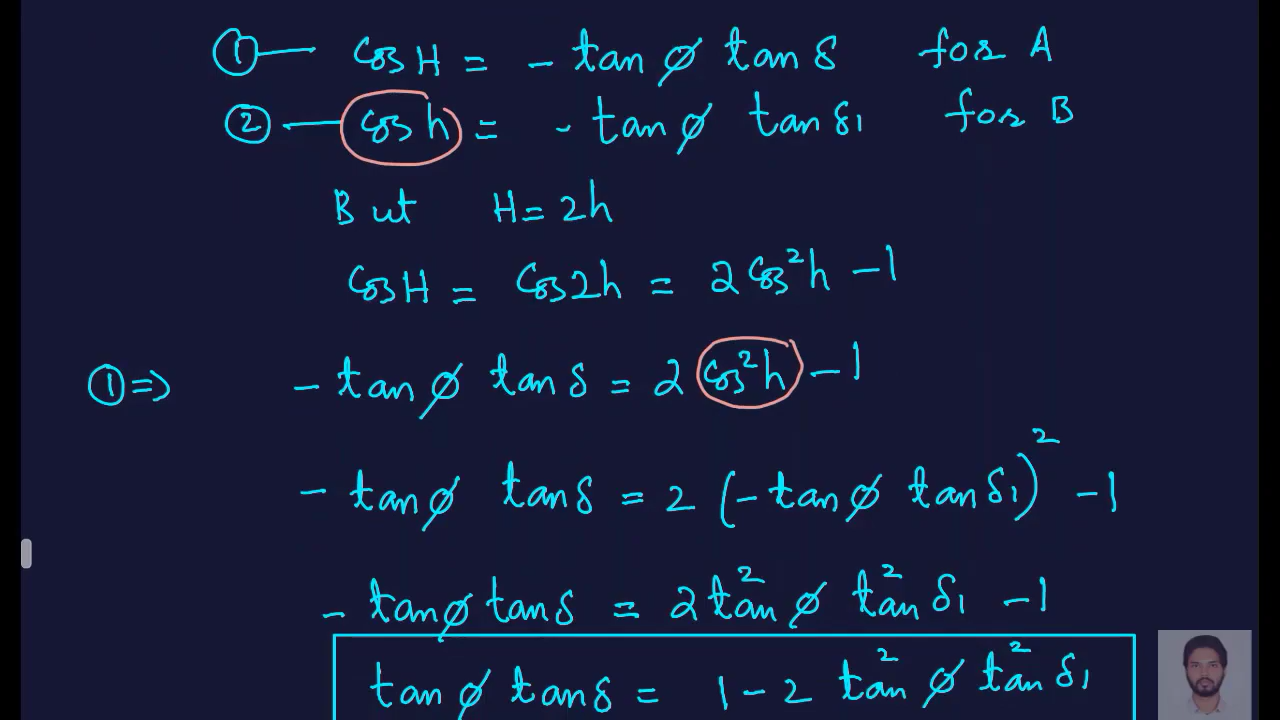 ① — cos H = - tan ø tan δ for A
② — cos h = - tan ø tan δ₁ for B
But H = 2h
cos H = cos 2h = 2 cos²h - 1
① ⇒ - tan ø tan δ = 2 cos²h - 1
- tan ø tan δ = 2 (- tan ø tan δ₁)² - 1
- tan ø tan δ = 2 tan² ø tan² δ₁ - 1
tan ø tan δ = 1 - 2 tan² ø tan² δ₁